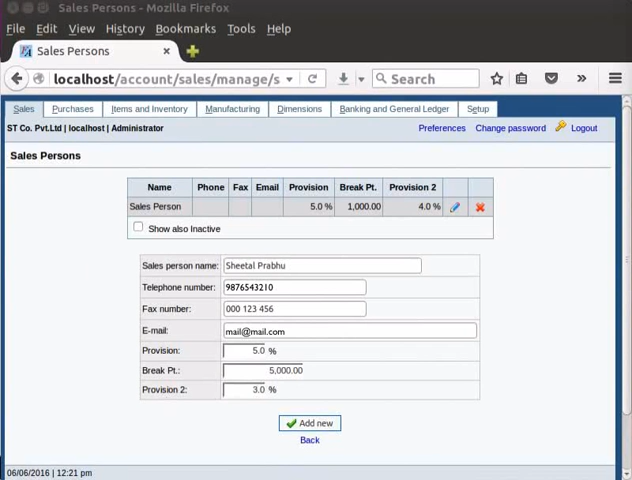 Sales Persons - Mozilla Firefox
File Edit View History Bookmarks Tools Help
Sales Persons
localhost/account/sales/manage/s Search
Sales Purchases Items and Inventory Manufacturing Dimensions Banking and General Ledger Setup
ST Co. Pvt.Ltd | localhost | Administrator Preferences Change password Logout
Sales Persons
Name Phone Fax Email Provision Break Pt. Provision 2
Sales Person 5.0 % 1,000.00 4.0 %
Show also Inactive
Sales person name: Sheetal Prabhu
Telephone number: 9876543210
Fax number: 000 123 456
E-mail: mail@mail.com
Provision: 5.0 %
Break Pt.: 5,000.00
Provision 2: 3.0 %
Add new
Back
06/06/2016 | 12:21 pm